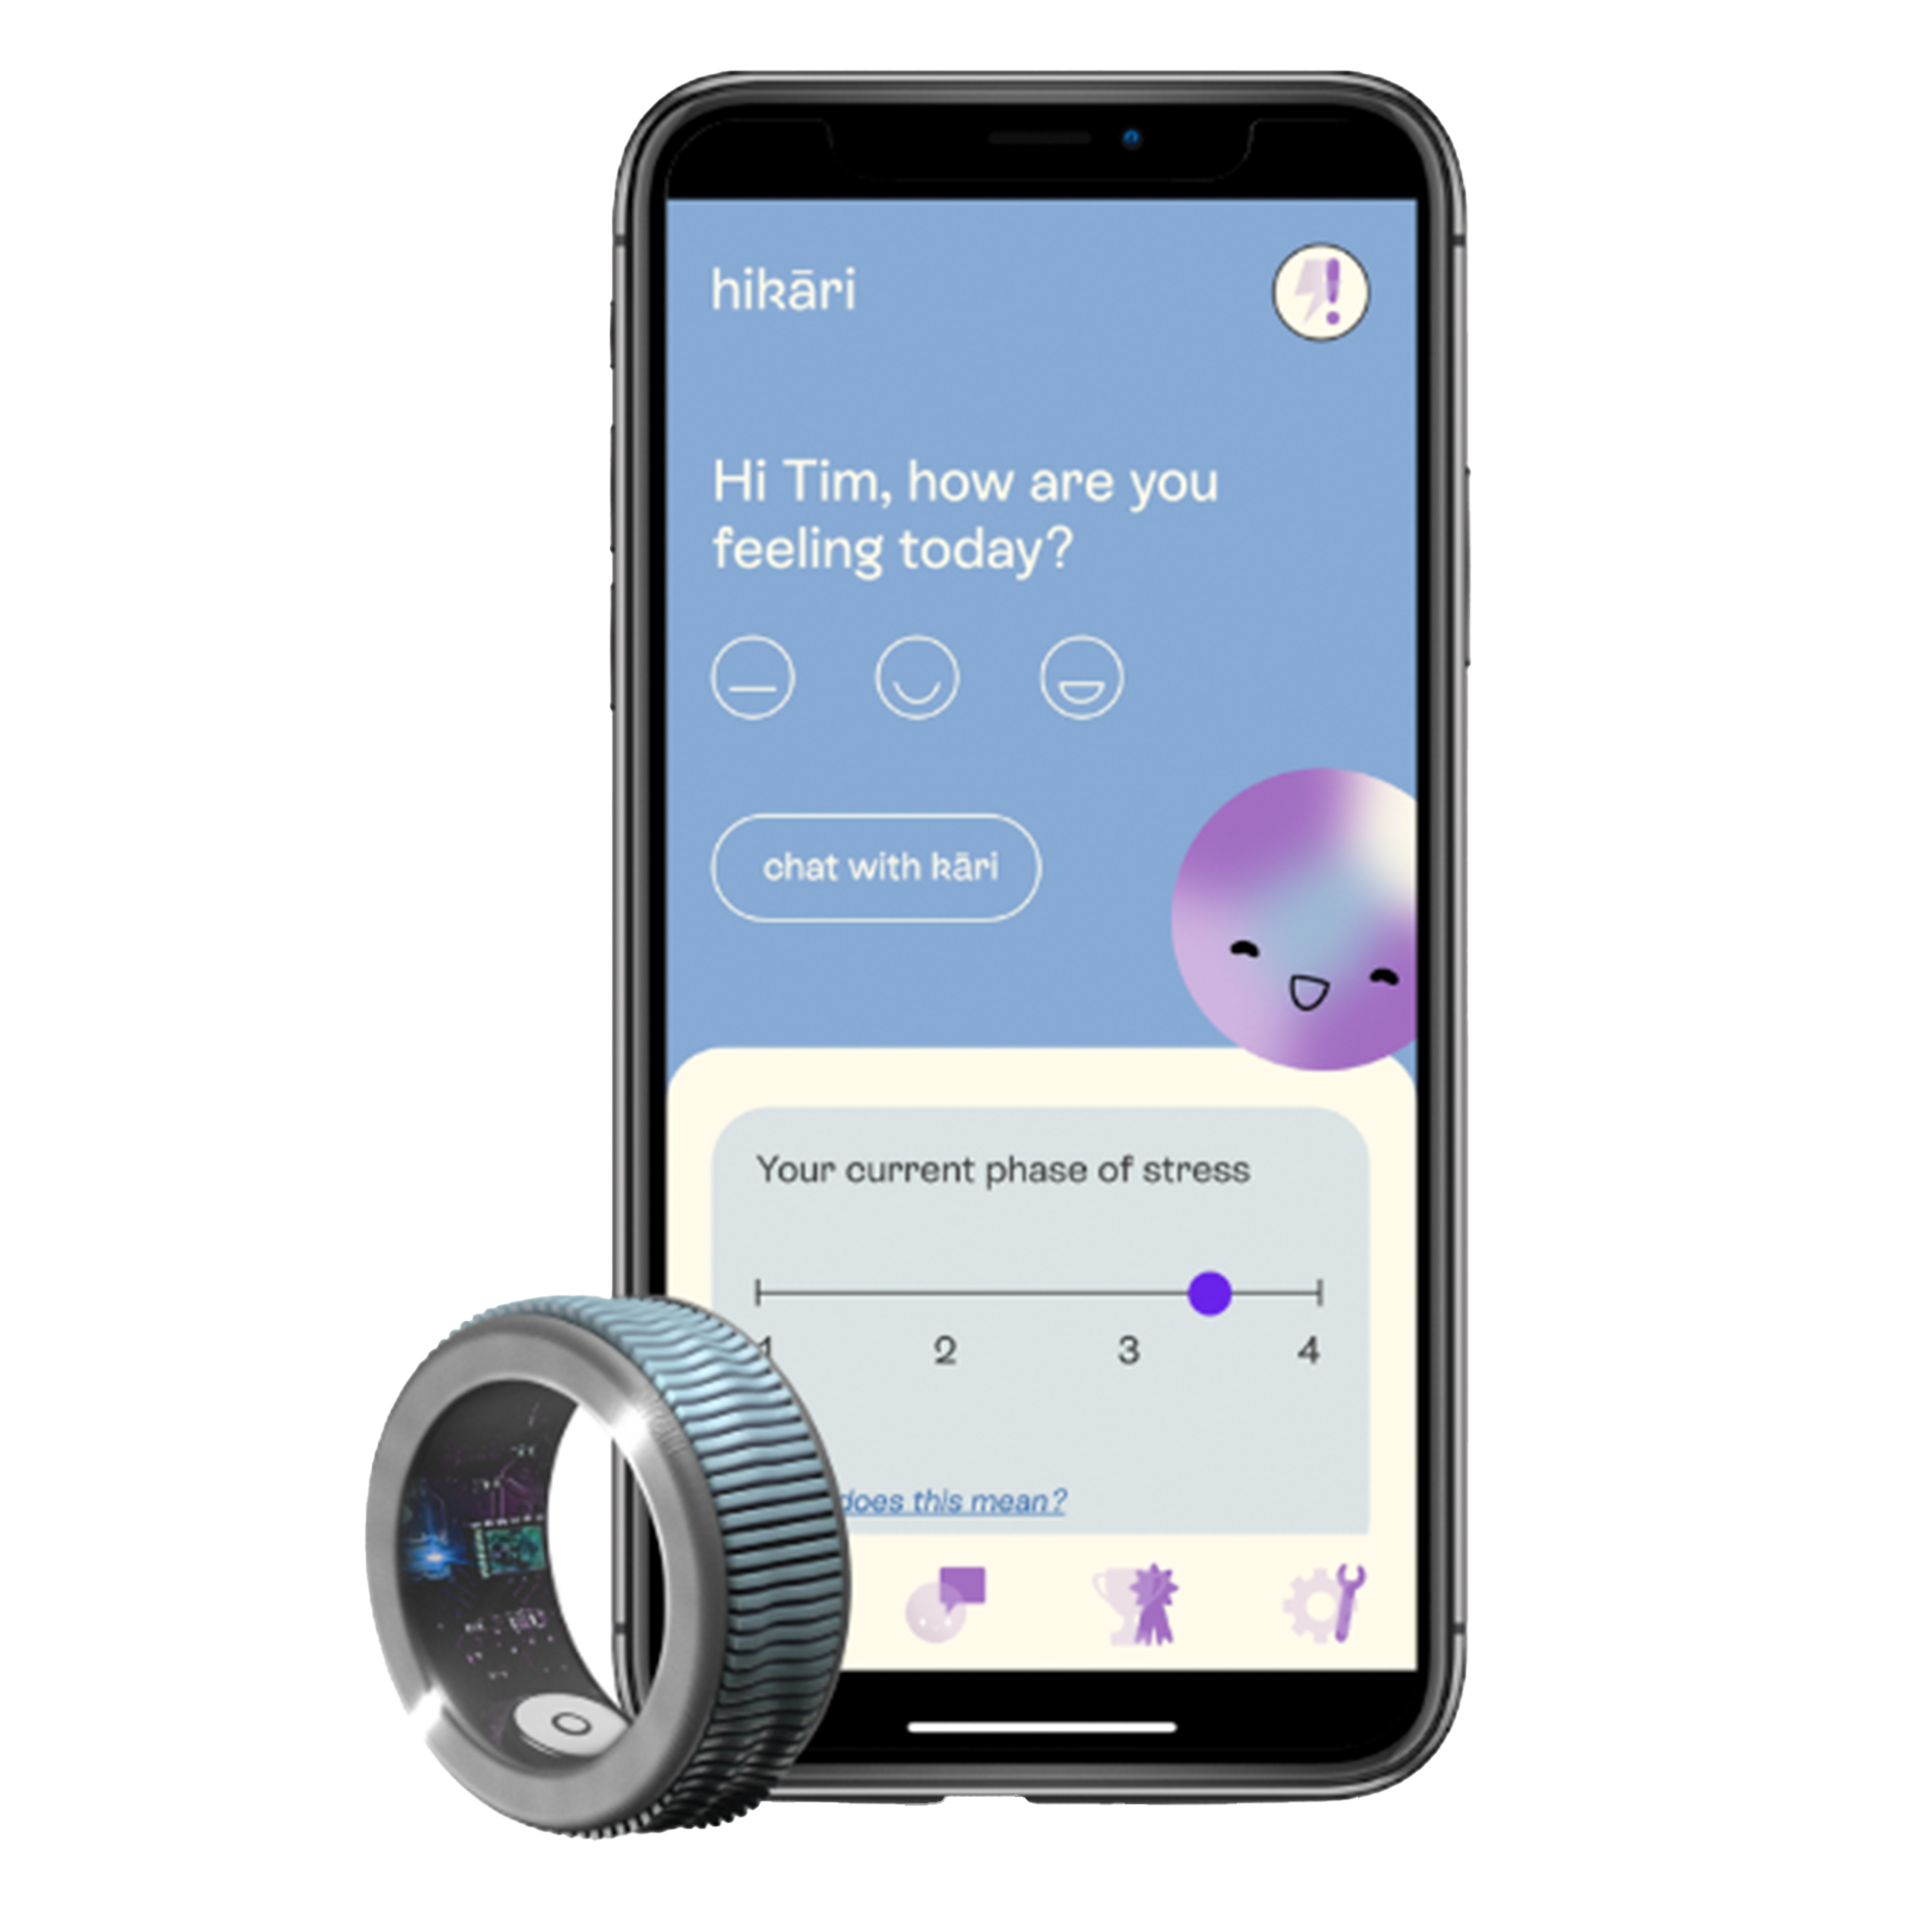 hikāri
Hi Tim, how are you
feeling today?
chat with kāri
Your current phase of stress
1 2 3 4
does this mean?